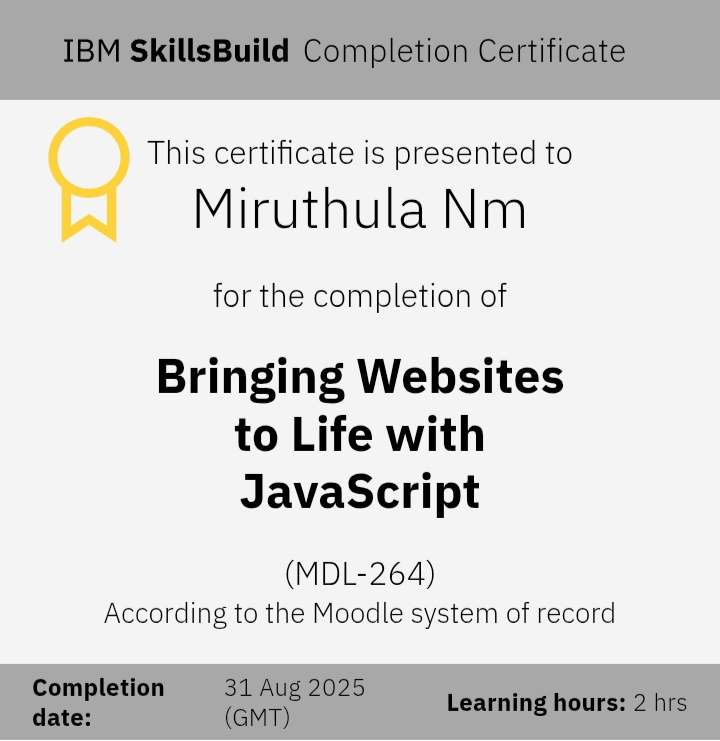 IBM SkillsBuild Completion Certificate
This certificate is presented to
Miruthula Nm
for the completion of
Bringing Websites
to Life with
JavaScript
(MDL-264)
According to the Moodle system of record
Completion date:
31 Aug 2025 (GMT)
Learning hours: 2 hrs